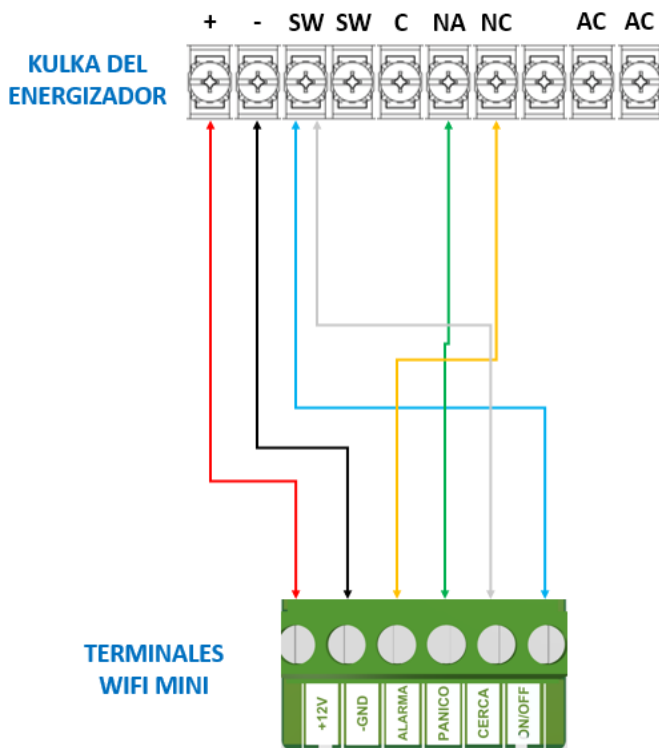 + - SW SW C NA NC AC AC
KULKA DEL
ENERGIZADOR
TERMINALES
WIFI MINI
+12V
-GND
ALARMA
PANICO
CERCA
ON/OFF